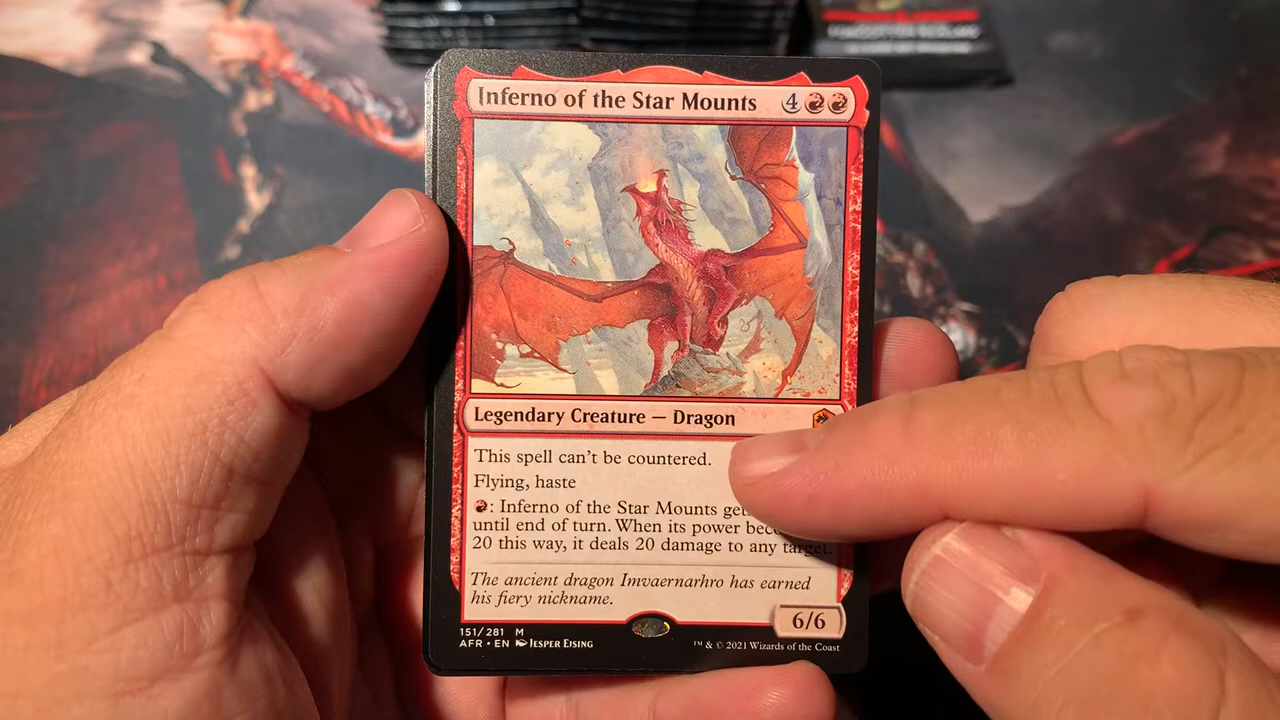 Inferno of the Star Mounts 4
Legendary Creature — Dragon
This spell can't be countered.
Flying, haste
: Inferno of the Star Mounts
until end of turn. When its power
20 this way, it deals 20 damage to any target.
The ancient dragon Imvaernarhro has earned
his fiery nickname.
6/6
151/281 M
AFR • EN Jesper Eising
™ & © 2021 Wizards of the Coast